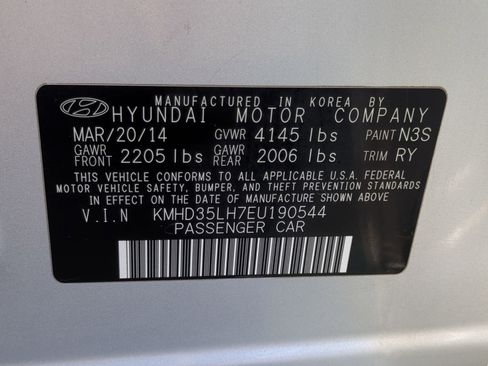 MANUFACTURED IN KOREA BY
HYUNDAI MOTOR COMPANY
MAR/20/14 GVWR 4145 lbs PAINT N3S
GAWR FRONT 2205 lbs GAWR REAR 2006 lbs TRIM RY
THIS VEHICLE CONFORMS TO ALL APPLICABLE U.S.A. FEDERAL
MOTOR VEHICLE SAFETY, BUMPER, AND THEFT PREVENTION
STANDARDS IN EFFECT ON THE DATE OF MANUFACTURE
SHOWN ABOVE
V.I.N KMHD35LH7EU190544
PASSENGER CAR